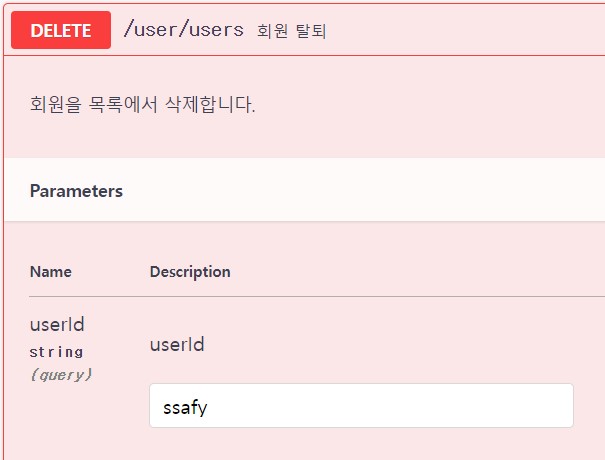 DELETE /user/users 회원 탈퇴
회원을 목록에서 삭제합니다.
Parameters
Name Description
userId
string
(query)
userId
ssafy